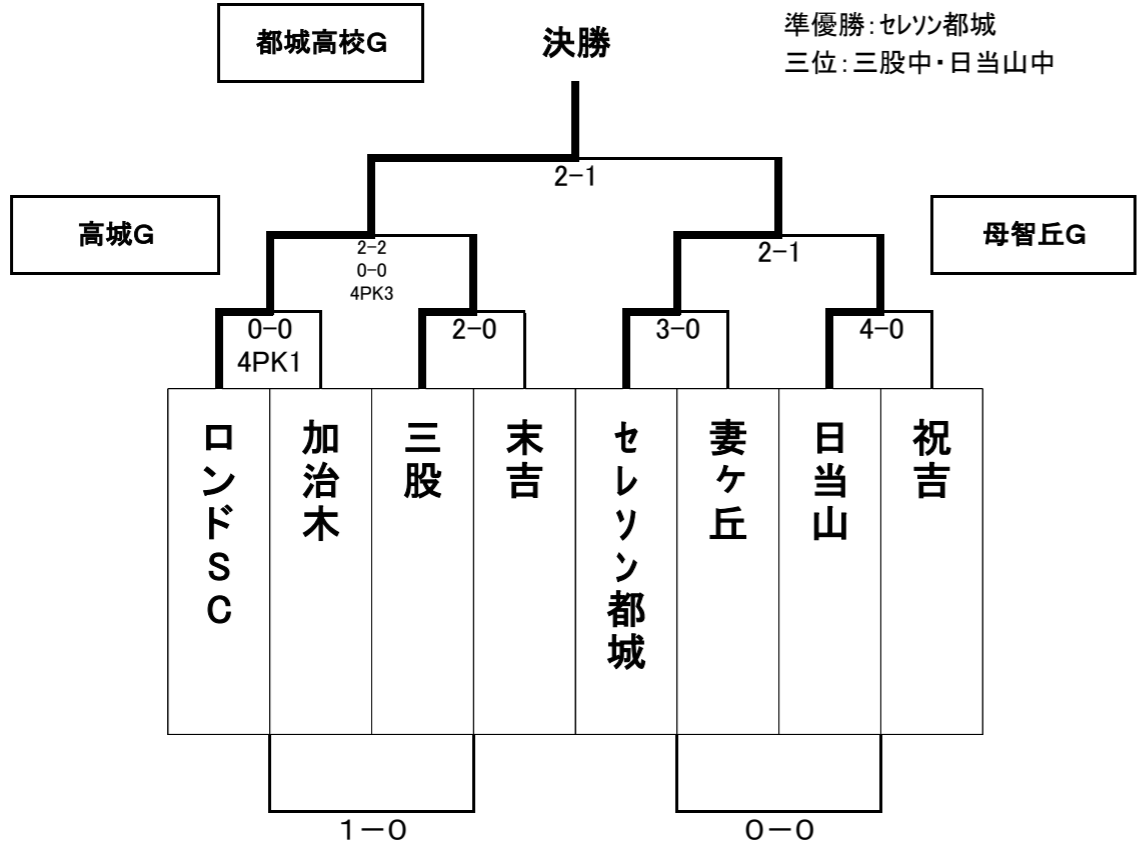 都城高校G
決勝
準優勝：セレソン都城
三位：三股中・日当山中
2-1
高城G
母智丘G
2-2
0-0
4PK3
2-1
0-0
4PK1
2-0
3-0
4-0
ロンドSC
加治木
三股
末吉
セレソン都城
妻ケ丘
日当山
祝吉
１－０
０－０